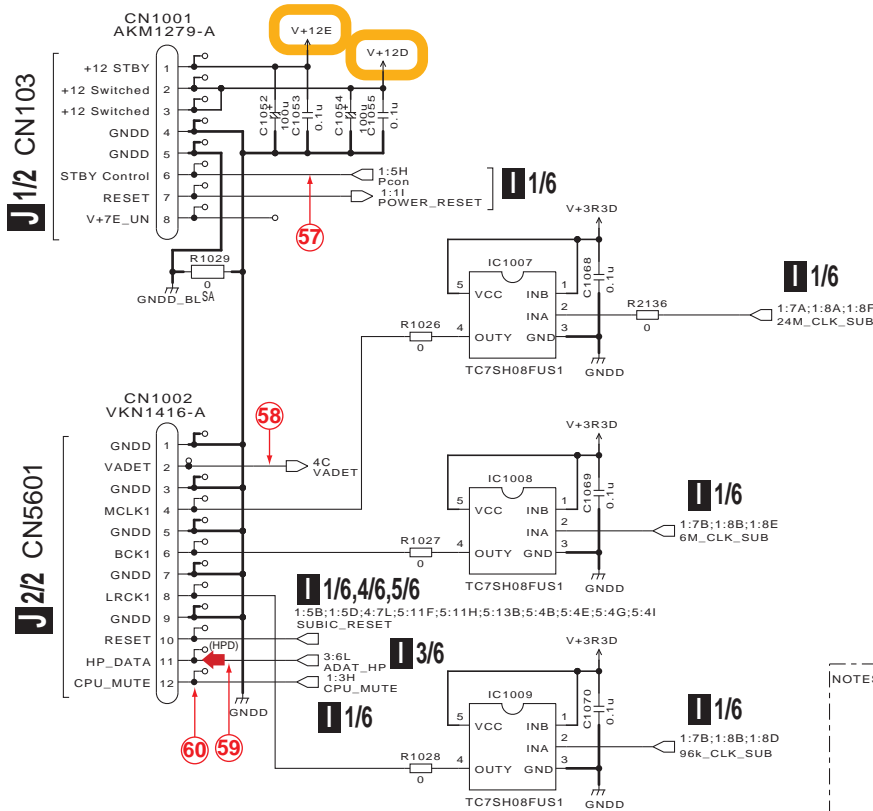 CN1001
AKM1279-A
V+12E
V+12D
J 1/2 CN103
+12 STBY 1
+12 Switched 2
+12 Switched 3
GNDD 4
GNDD 5
STBY Control 6
RESET 7
V+7E_UN 8
C1052
100u
C1053
0.1u
C1054
100u
C1055
0.1u
1:5H
Pcon
1:1I
POWER_RESET
I 1/6
57
R1029
0
SA
GNDD_BL
V+3R3D
IC1007
C1068
0.1u
5 VCC INB 1
INA 2
4 OUTY GND 3
TC7SH08FUS1
GNDD
R1026
0
R2136
0
I 1/6
1:7A;1:8A;1:8F
24M_CLK_SUB
CN1002
VKN1416-A
J 2/2 CN5601
GNDD 1
VADET 2
GNDD 3
MCLK1 4
GNDD 5
BCK1 6
GNDD 7
LRCK1 8
GNDD 9
RESET 10
HP_DATA 11
CPU_MUTE 12
58
4C
VADET
V+3R3D
IC1008
C1069
0.1u
5 VCC INB 1
INA 2
4 OUTY GND 3
TC7SH08FUS1
GNDD
R1027
0
I 1/6
1:7B;1:8B;1:8E
6M_CLK_SUB
I 1/6,4/6,5/6
1:5B;1:5D;4:7L;5:11F;5:11H;5:13B;5:4B;5:4E;5:4G;5:4I
SUBIC_RESET
(HPD)
3:6L
ADAT_HP
I 3/6
1:3H
CPU_MUTE
I 1/6
GNDD
60
59
V+3R3D
IC1009
C1070
0.1u
5 VCC INB 1
INA 2
4 OUTY GND 3
TC7SH08FUS1
GNDD
R1028
0
I 1/6
1:7B;1:8B;1:8D
96k_CLK_SUB
NOTES